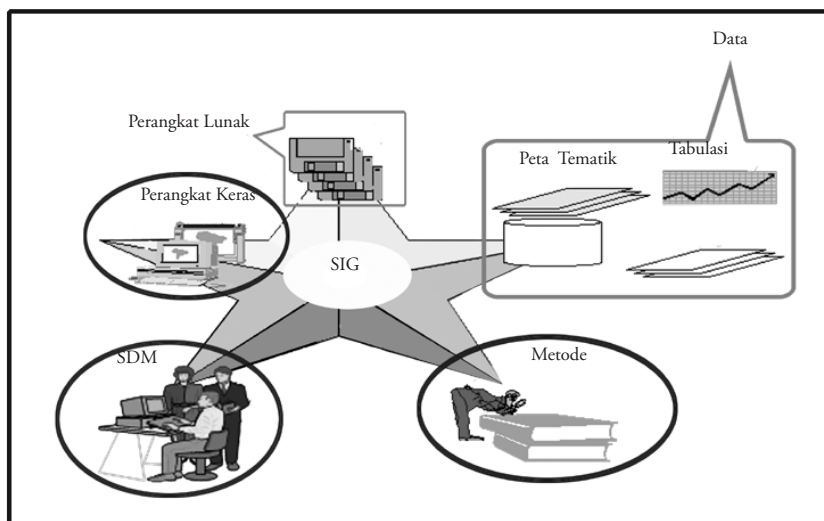 Data
Perangkat Lunak
Peta Tematik
Tabulasi
Perangkat Keras
SIG
SDM
Metode